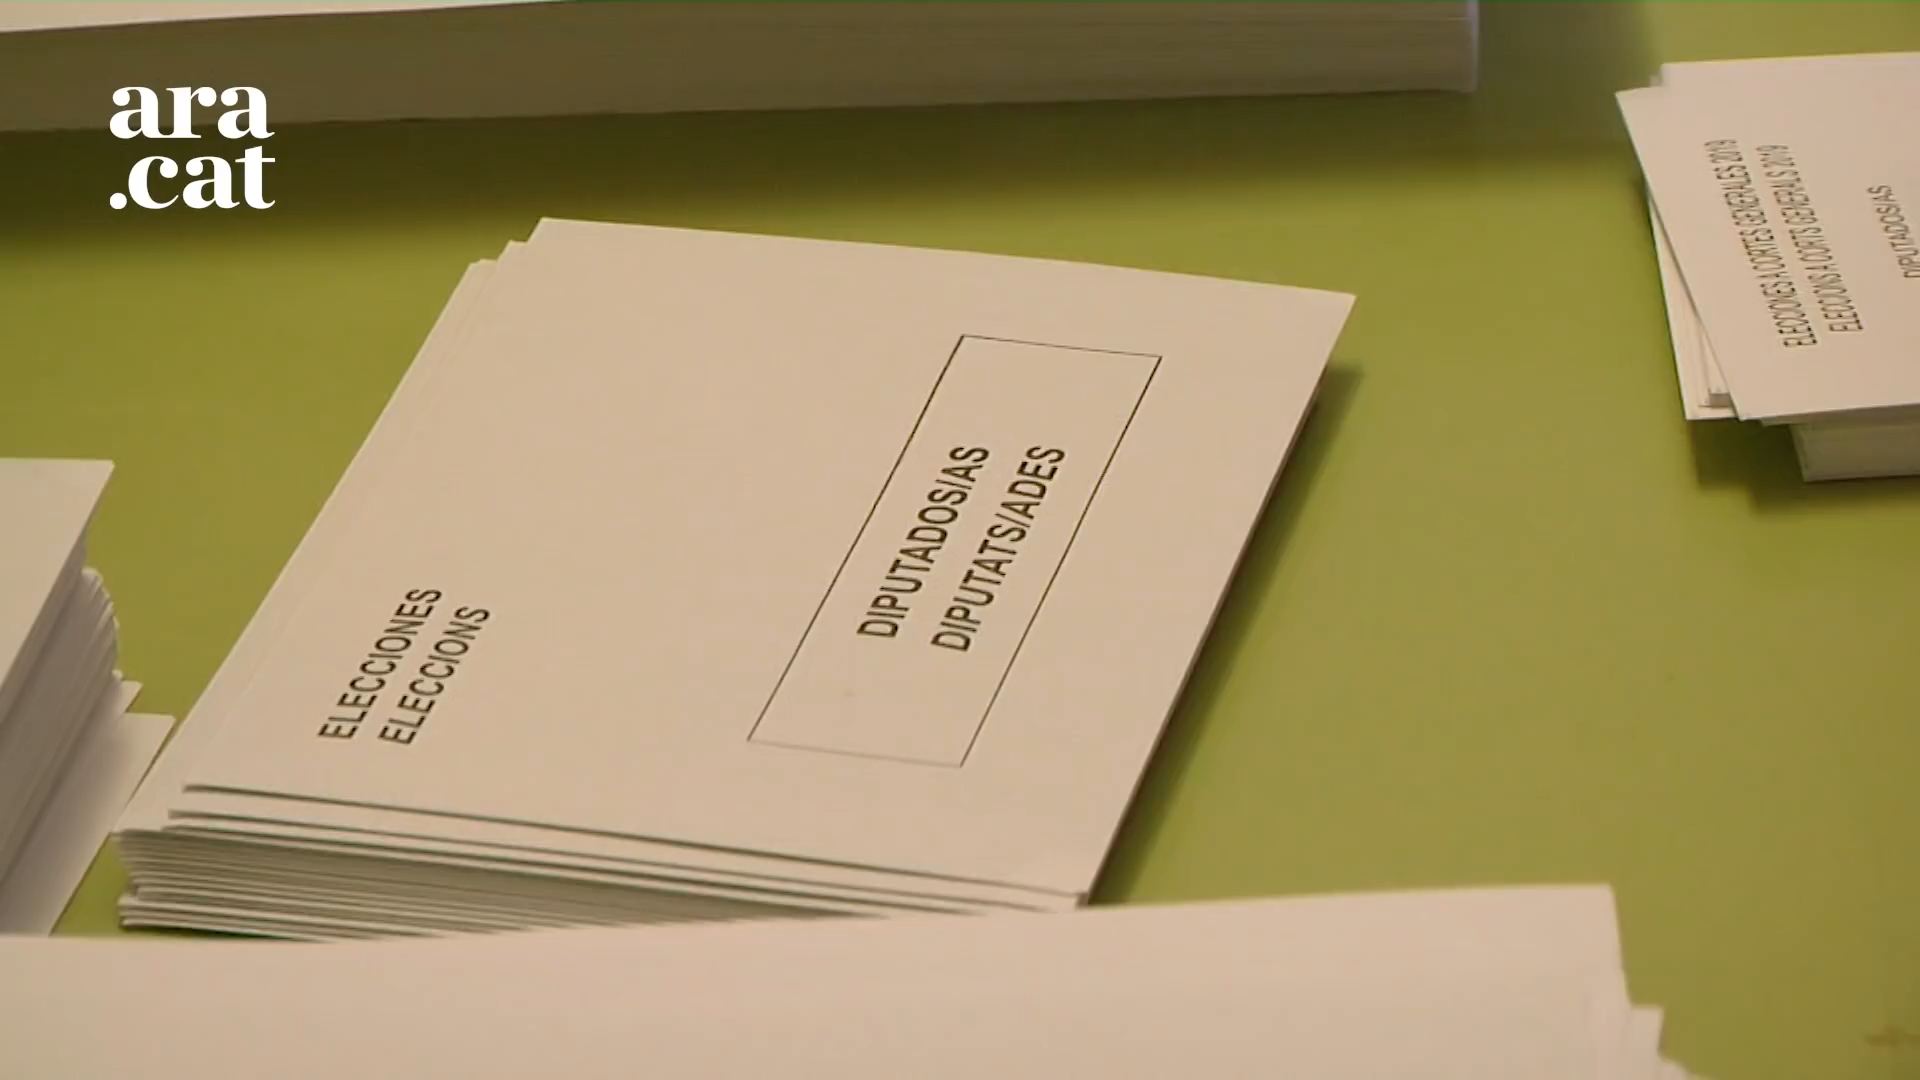 ara
.cat
ELECCIONES
ELECCIONS
DIPUTADOS/AS
DIPUTATS/ADES
ELECCIONES A CORTES GENERALES 2019
ELECCIONS A CORTS GENERALS 2019
DIPUTADOS/AS